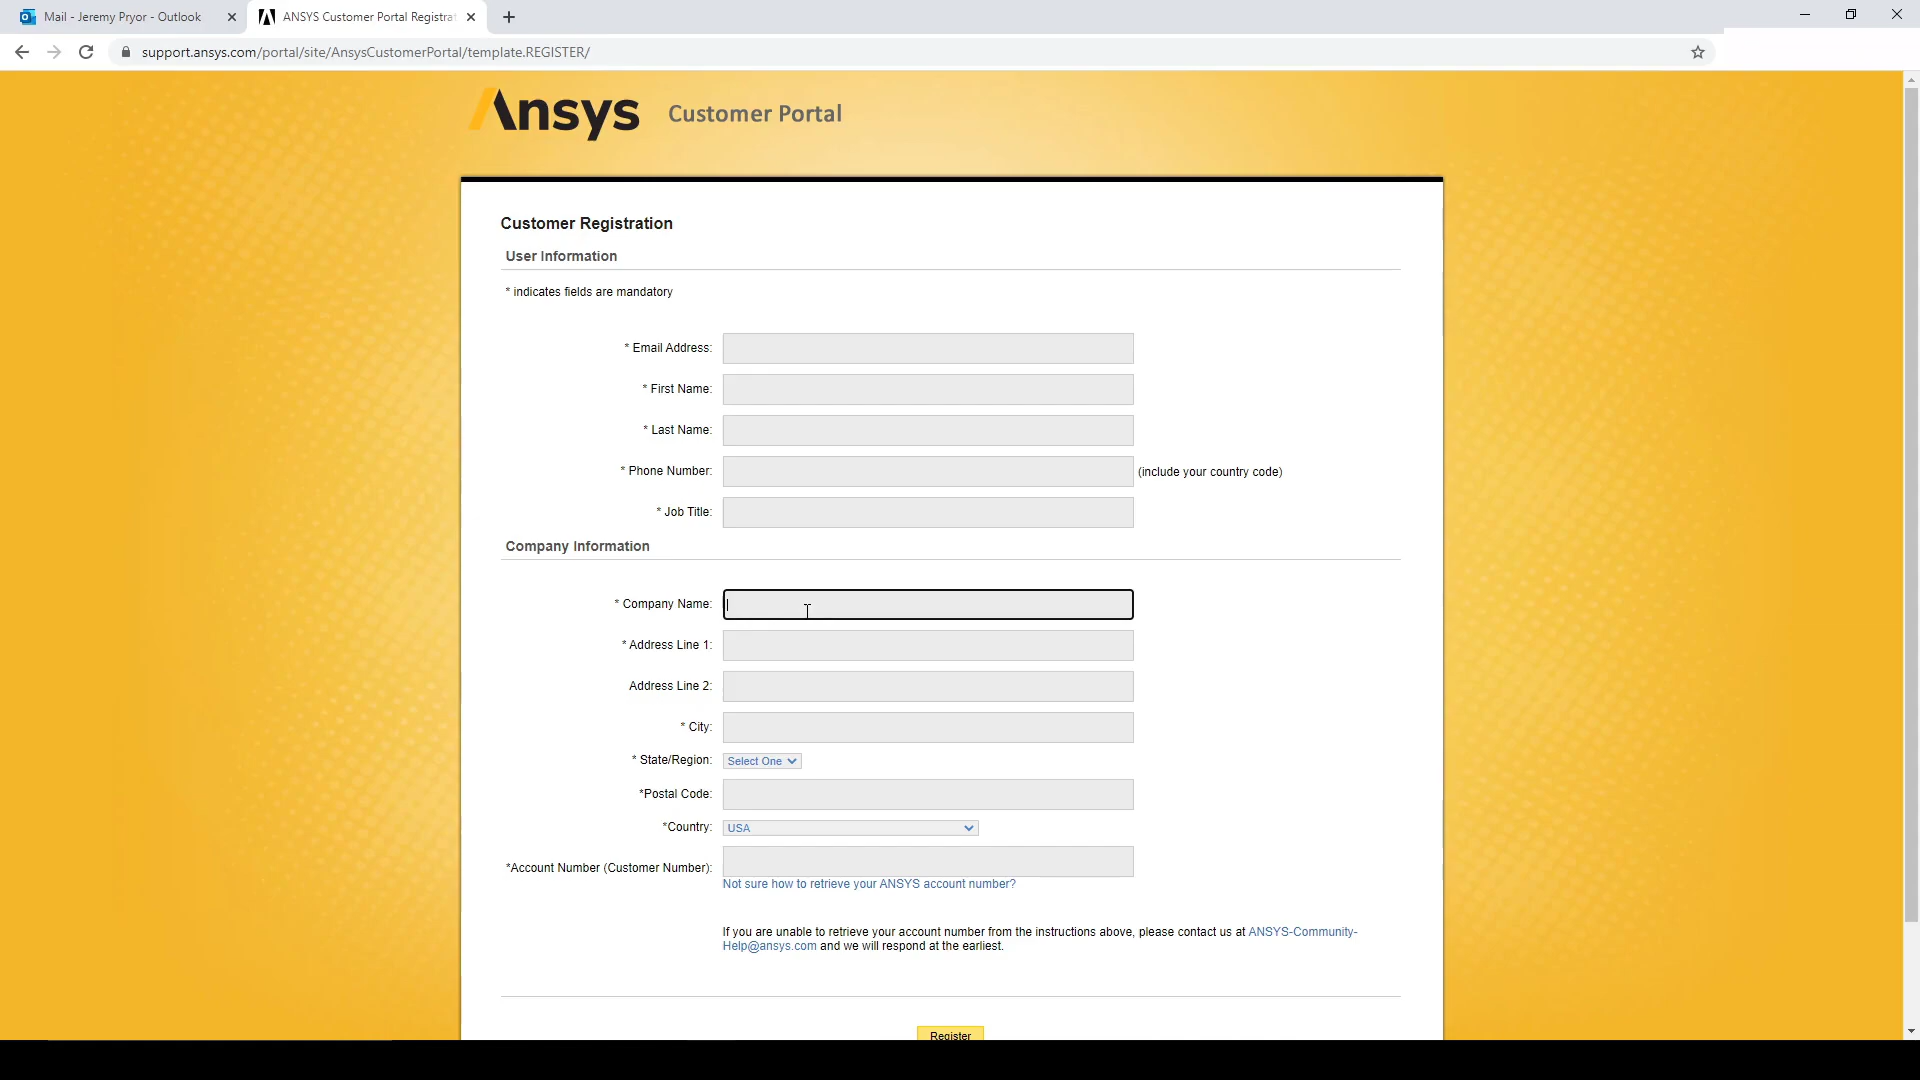 Mail - Jeremy Pryor - Outlook
ANSYS Customer Portal Registrat
support.ansys.com/portal/site/AnsysCustomerPortal/template.REGISTER/
Ansys Customer Portal
Customer Registration
User Information
* indicates fields are mandatory
* Email Address:
* First Name:
* Last Name:
* Phone Number: (include your country code)
* Job Title:
Company Information
* Company Name:
* Address Line 1:
Address Line 2:
* City:
* State/Region: Select One
*Postal Code:
*Country: USA
*Account Number (Customer Number):
Not sure how to retrieve your ANSYS account number?
If you are unable to retrieve your account number from the instructions above, please contact us at ANSYS-Community-
Help@ansys.com and we will respond at the earliest.
Register